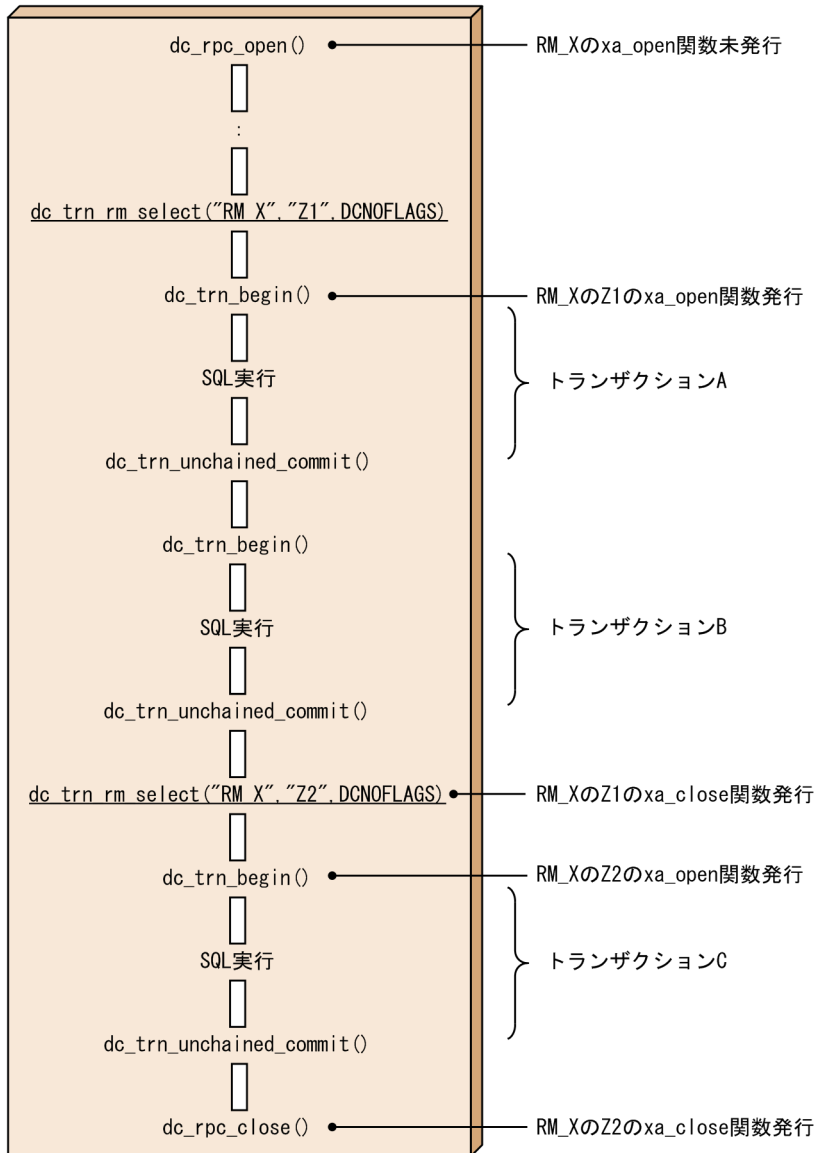 dc_rpc_open() RM_Xのxa_open関数未発行
:
dc_trn_rm_select("RM_X","Z1",DCNOFLAGS)
dc_trn_begin() RM_XのZ1のxa_open関数発行
SQL実行 トランザクションA
dc_trn_unchained_commit()
dc_trn_begin()
SQL実行 トランザクションB
dc_trn_unchained_commit()
dc_trn_rm_select("RM_X","Z2",DCNOFLAGS) RM_XのZ1のxa_close関数発行
dc_trn_begin() RM_XのZ2のxa_open関数発行
SQL実行 トランザクションC
dc_trn_unchained_commit()
dc_rpc_close() RM_XのZ2のxa_close関数発行